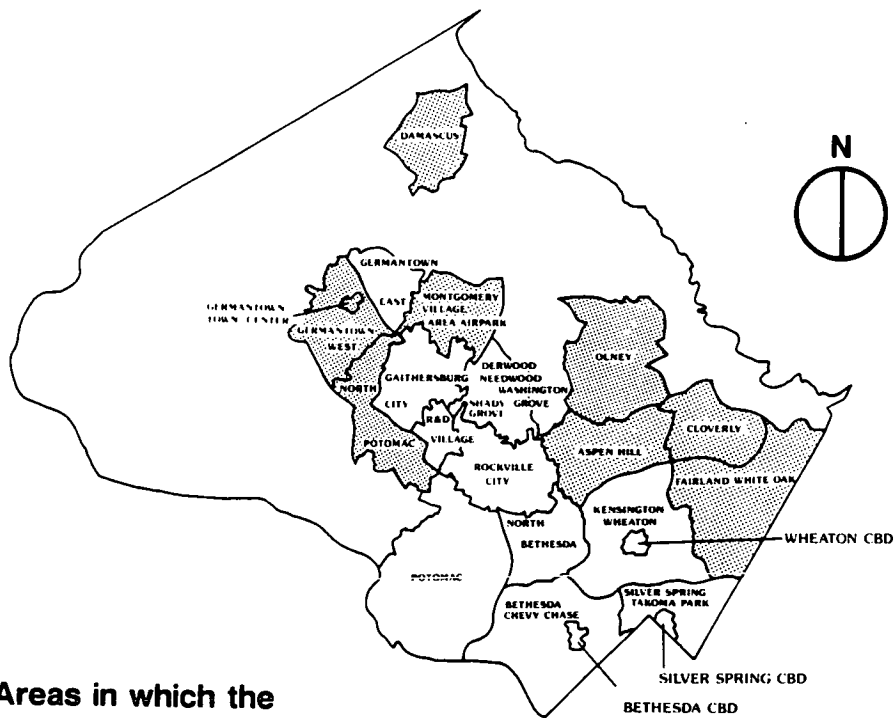 N
DAMASCUS
GERMANTOWN
EAST
GERMANTOWN
TOWN CENTER
GERMANTOWN
WEST
MONTGOMERY
VILLAGE
AREA AIRPARK
OLNEY
NORTH
POTOMAC
GAITHERSBURG
CITY
DERWOOD
NEEDWOOD
WASHINGTON
GROVE
SHADY
GROVE
R&D
VILLAGE
ROCKVILLE
CITY
ASPEN HILL
CLOVERLY
FAIRLAND WHITE OAK
KENSINGTON
WHEATON
WHEATON CBD
NORTH
BETHESDA
POTOMAC
BETHESDA
CHEVY CHASE
SILVER SPRING
TAKOMA PARK
SILVER SPRING CBD
BETHESDA CBD
Areas in which the